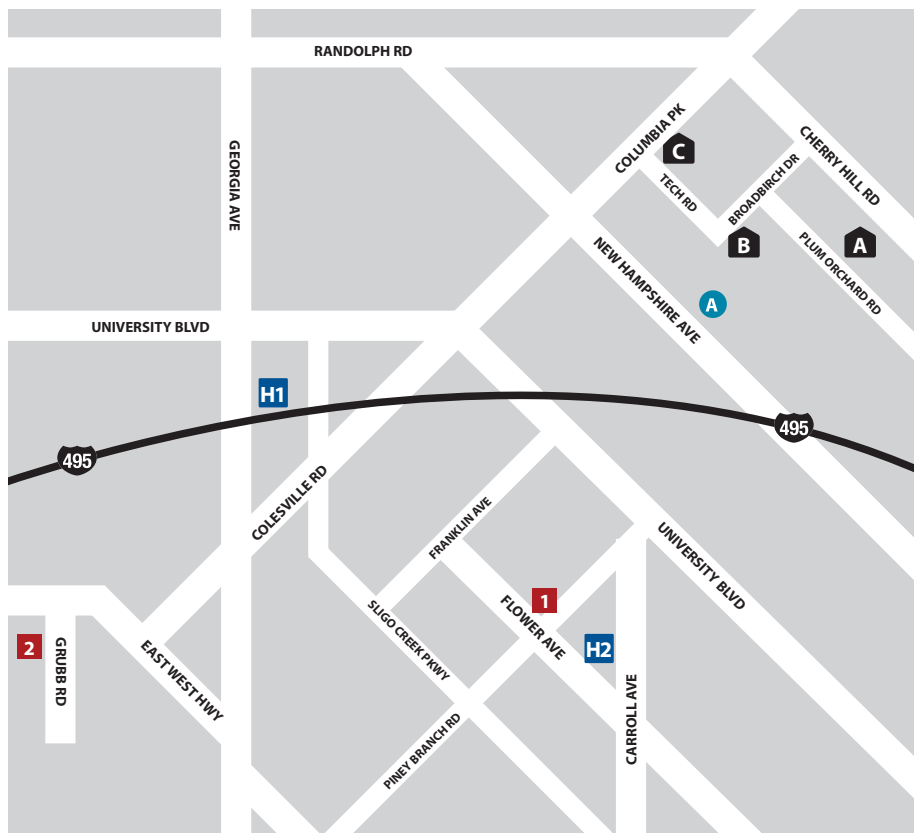 RANDOLPH RD
COLUMBIA PK
C
CHERRY HILL RD
GEORGIA AVE
TECH RD
BROADBIRCH DR
B
A
PLUM ORCHARD RD
NEW HAMPSHIRE AVE
A
UNIVERSITY BLVD
H1
495
495
COLESVILLE RD
FRANKLIN AVE
UNIVERSITY BLVD
1
FLOWER AVE
SLIGO CREEK PKWY
H2
2
GRUBB RD
EAST WEST HWY
CARROLL AVE
PINEY BRANCH RD